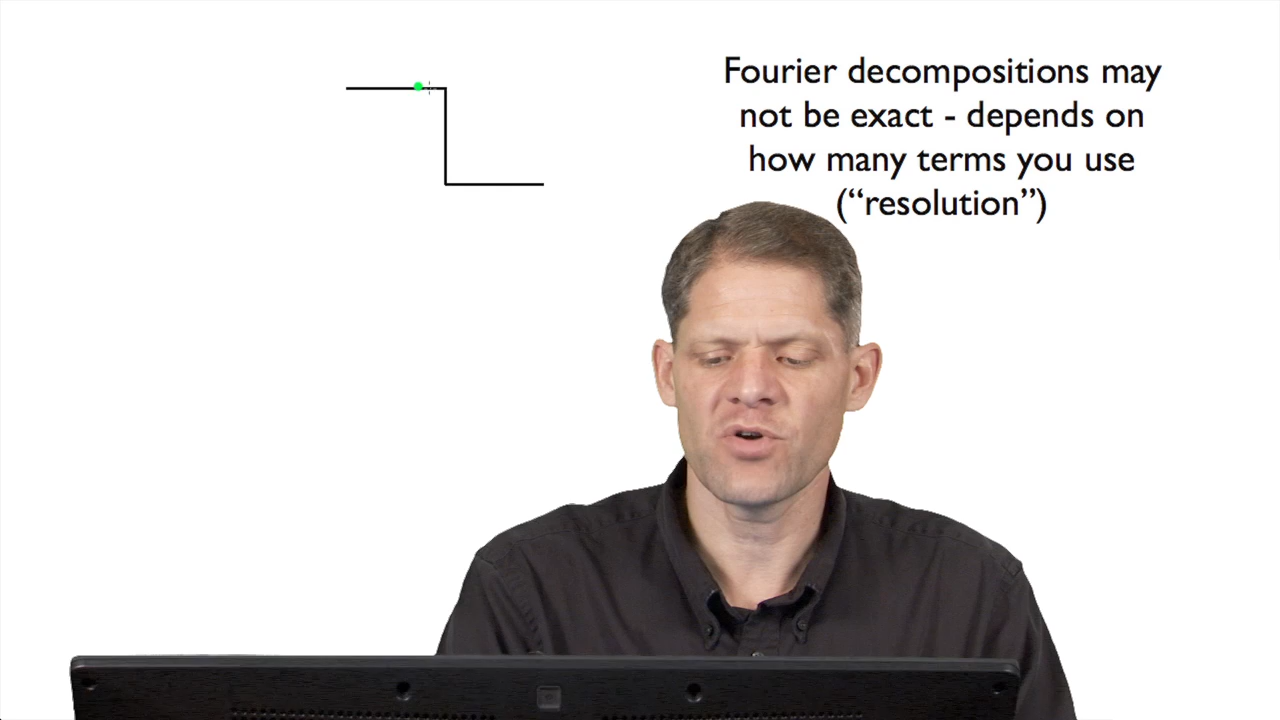 Fourier decompositions may
not be exact - depends on
how many terms you use
(“resolution”)